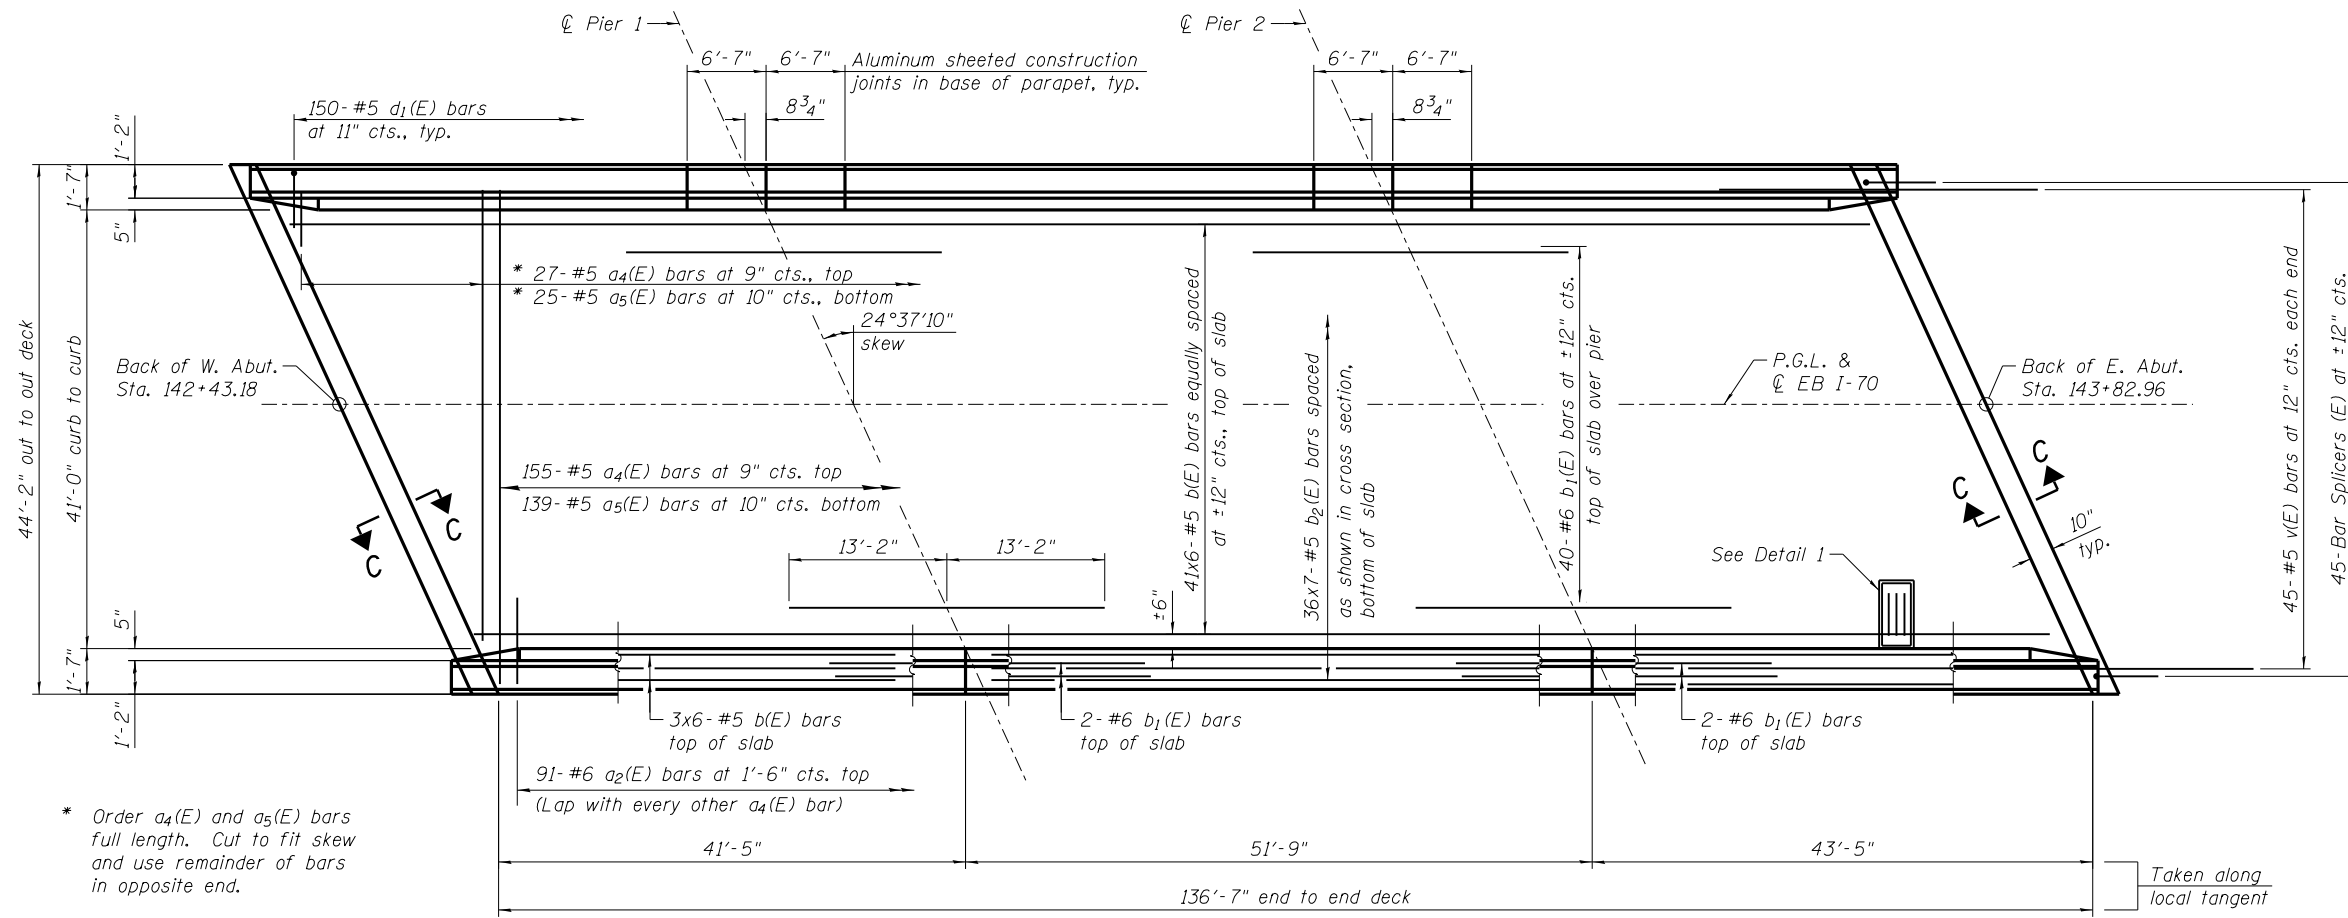 ℄ Pier 1
℄ Pier 2
6'-7"
6'-7"
Aluminum sheeted construction
joints in base of parapet, typ.
6'-7"
6'-7"
8¾"
8¾"
150- #5 d1(E) bars
at 11" cts., typ.
1'-2"
1'-7"
5"
44'-2" out to out deck
41'-0" curb to curb
* 27- #5 a4(E) bars at 9" cts., top
* 25- #5 a5(E) bars at 10" cts., bottom
24°37'10"
skew
Back of W. Abut.
Sta. 142+43.18
P.G.L. &
℄ EB I-70
Back of E. Abut.
Sta. 143+82.96
41x6- #5 b(E) bars equally spaced
at ±12" cts., top of slab
36x7- #5 b2(E) bars spaced
as shown in cross section,
bottom of slab
40- #6 b1(E) bars at ±12" cts.
top of slab over pier
45- #5 v(E) bars at 12" cts. each end
45- Bar Splicers (E) at ±12" cts.
155- #5 a4(E) bars at 9" cts. top
139- #5 a5(E) bars at 10" cts. bottom
C
C
C
C
10"
typ.
13'-2"
13'-2"
See Detail 1
±6"
5"
1'-7"
1'-2"
3x6- #5 b(E) bars
top of slab
2- #6 b1(E) bars
top of slab
2- #6 b1(E) bars
top of slab
91- #6 a2(E) bars at 1'-6" cts. top
(Lap with every other a4(E) bar)
* Order a4(E) and a5(E) bars
full length. Cut to fit skew
and use remainder of bars
in opposite end.
41'-5"
51'-9"
43'-5"
136'-7" end to end deck
Taken along
local tangent